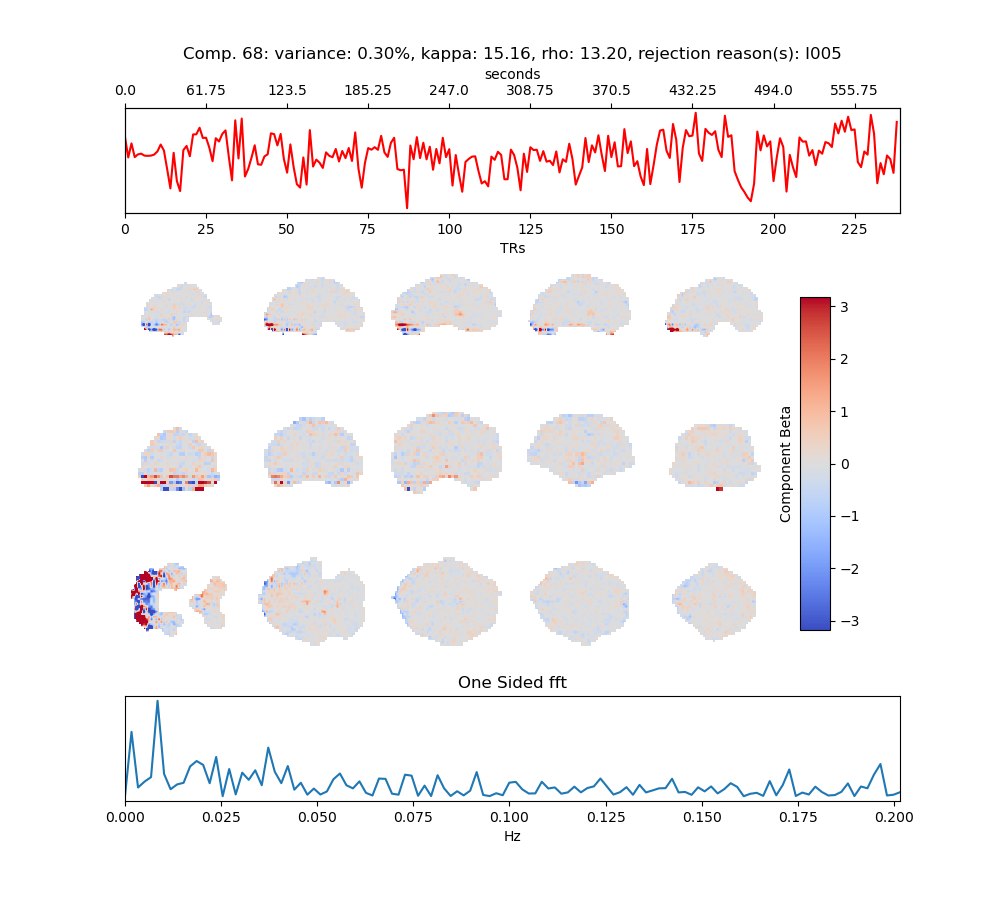 Comp. 68: variance: 0.30%, kappa: 15.16, rho: 13.20, rejection reason(s): I005
seconds
0.0 61.75 123.5 185.25 247.0 308.75 370.5 432.25 494.0 555.75
0 25 50 75 100 125 150 175 200 225
TRs
3
2
1
0
−1
−2
−3
Component Beta
One Sided fft
0.000 0.025 0.050 0.075 0.100 0.125 0.150 0.175 0.200
Hz